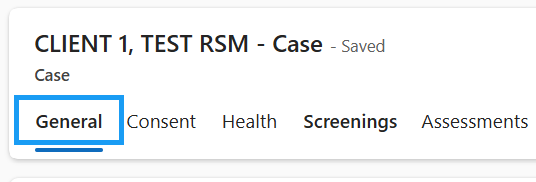 CLIENT 1, TEST RSM - Case - Saved
Case
General Consent Health Screenings Assessments